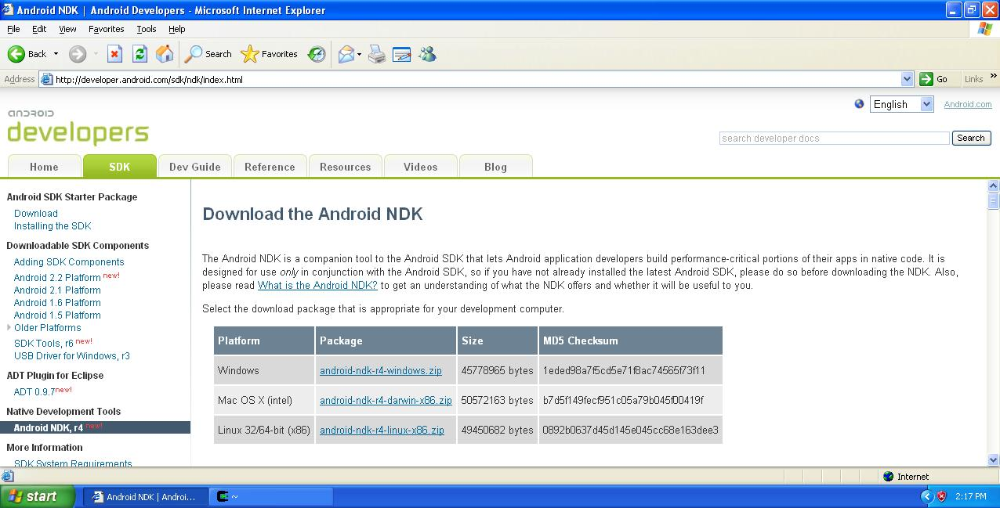 Android NDK | Android Developers - Microsoft Internet Explorer
File Edit View Favorites Tools Help
Back Search Favorites
Address http://developer.android.com/sdk/ndk/index.html Go Links »
English Android.com
android
developers
search developer docs Search
Home SDK Dev Guide Reference Resources Videos Blog
Android SDK Starter Package
Download
Installing the SDK
Downloadable SDK Components
Adding SDK Components
Android 2.2 Platform new!
Android 2.1 Platform
Android 1.6 Platform
Android 1.5 Platform
Older Platforms
SDK Tools, r6 new!
USB Driver for Windows, r3
ADT Plugin for Eclipse
ADT 0.9.7 new!
Native Development Tools
Android NDK, r4 new!
More Information
SDK System Requirements
Download the Android NDK
The Android NDK is a companion tool to the Android SDK that lets Android application developers build performance-critical portions of their apps in native code. It is
designed for use only in conjunction with the Android SDK, so if you have not already installed the latest Android SDK, please do so before downloading the NDK. Also,
please read What is the Android NDK? to get an understanding of what the NDK offers and whether it will be useful to you.
Select the download package that is appropriate for your development computer.
Platform Package Size MD5 Checksum
Windows android-ndk-r4-windows.zip 45778965 bytes 1eded98a7f5cd5e71f8ac74565f73f11
Mac OS X (intel) android-ndk-r4-darwin-x86.zip 50572163 bytes b7d5f149fecf951c05a79b045f00419f
Linux 32/64-bit (x86) android-ndk-r4-linux-x86.zip 49450682 bytes 0892b0637d45d145e045cc68e163dee3
Internet
start Android NDK | Androi... ~ 2:17 PM